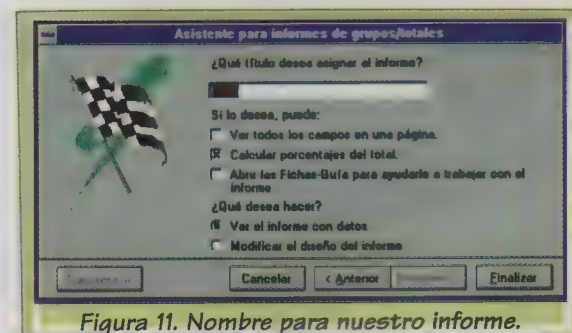 Asistente para informes de grupos/totales
¿Qué título desea asignar al informe?
Si lo desea, puede:
Ver todos los campos en una página.
Calcular porcentajes del total.
Abrir las Fichas-Guía para ayudarle a trabajar con el
informe
¿Qué desea hacer?
Ver el informe con datos
Modificar el diseño del informe
Cancelar < Anterior Finalizar
Figura 11. Nombre para nuestro informe.